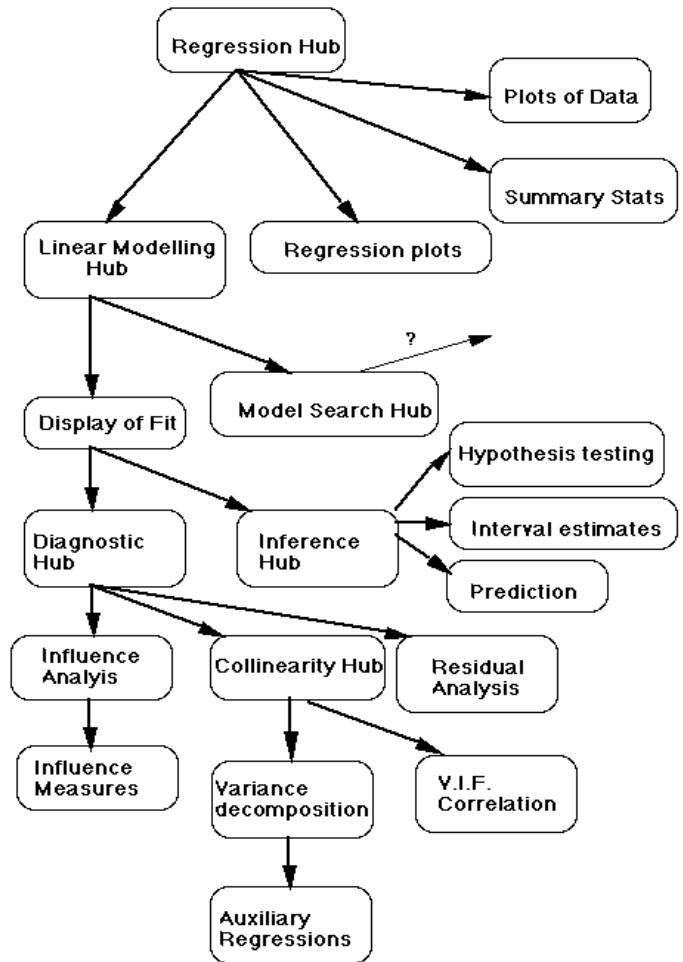 Regression Hub
Plots of Data
Summary Stats
Linear Modelling
Hub
Regression plots
?
Model Search Hub
Display of Fit
Hypothesis testing
Interval estimates
Prediction
Diagnostic
Hub
Inference
Hub
Influence
Analyis
Collinearity Hub
Residual
Analysis
Influence
Measures
Variance
decomposition
V.I.F.
Correlation
Auxiliary
Regressions